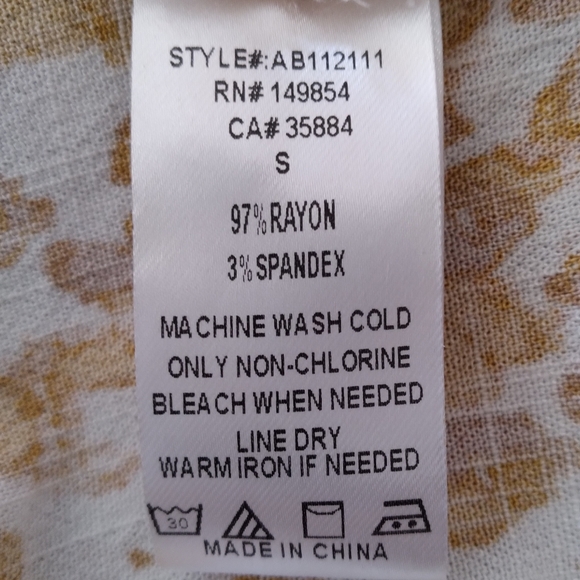 STYLE#:AB112111
RN# 149854
CA# 35884
S
97% RAYON
3% SPANDEX
MACHINE WASH COLD
ONLY NON-CHLORINE
BLEACH WHEN NEEDED
LINE DRY
WARM IRON IF NEEDED
30
MADE IN CHINA